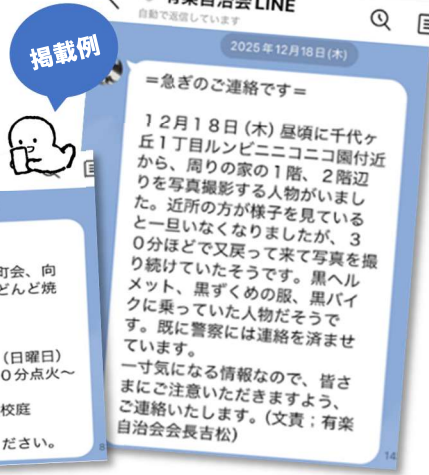 掲載例
有楽自治会LINE
自動で返信しています
2025年12月18日(木)
＝急ぎのご連絡です＝
１２月１８日（木）昼頃に千代ヶ
丘１丁目ルンビニニコニコ園付近
から、周りの家の１階、２階辺
りを写真撮影する人物がいまし
た。近所の方が様子を見ている
と一旦いなくなりましたが、３
０分ほどで又戻って来て写真を撮
り続けていたそうです。黒ヘル
メット、黒ずくめの服、黒バイ
クに乗っていた人物だそうで
す。既に警察には連絡を済ませ
ています。
一寸気になる情報なので、皆さ
まにご注意いただきますよう、
ご連絡いたします。（文責；有楽
自治会会長吉松）
14
町会、向
どんど焼
（日曜日）
０分点火～
校庭
ださい。
8